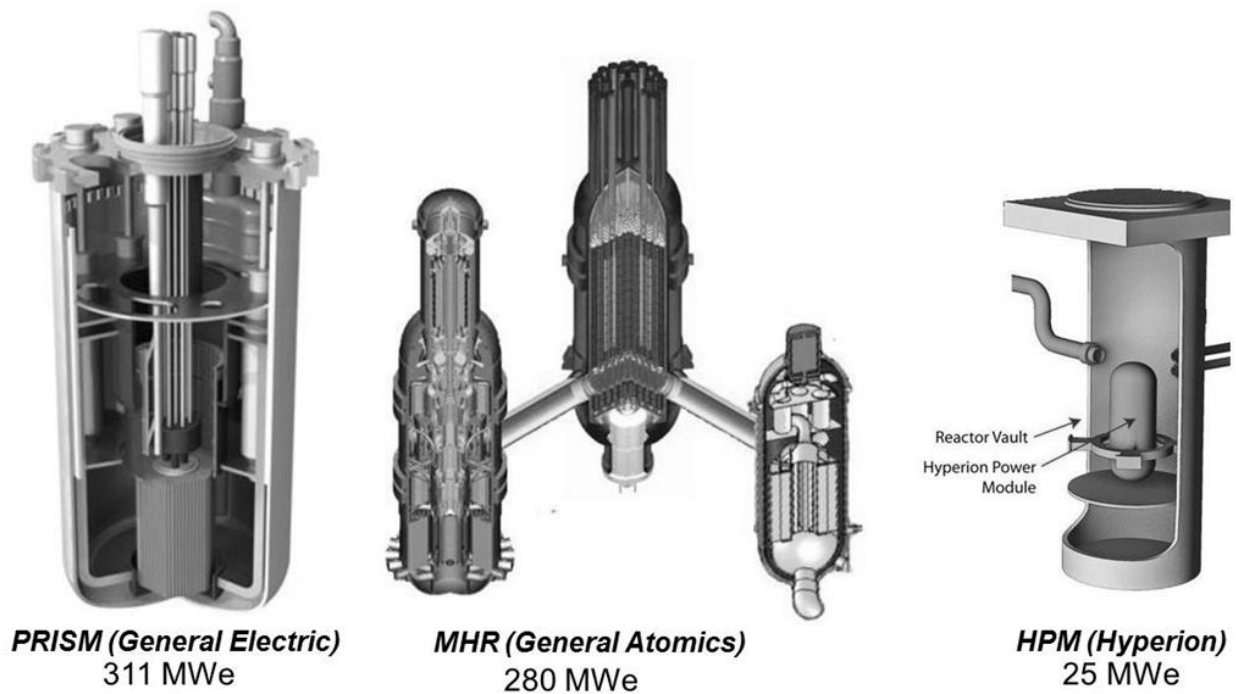 Reactor Vault
Hyperion Power
Module
PRISM (General Electric)
311 MWe
MHR (General Atomics)
280 MWe
HPM (Hyperion)
25 MWe